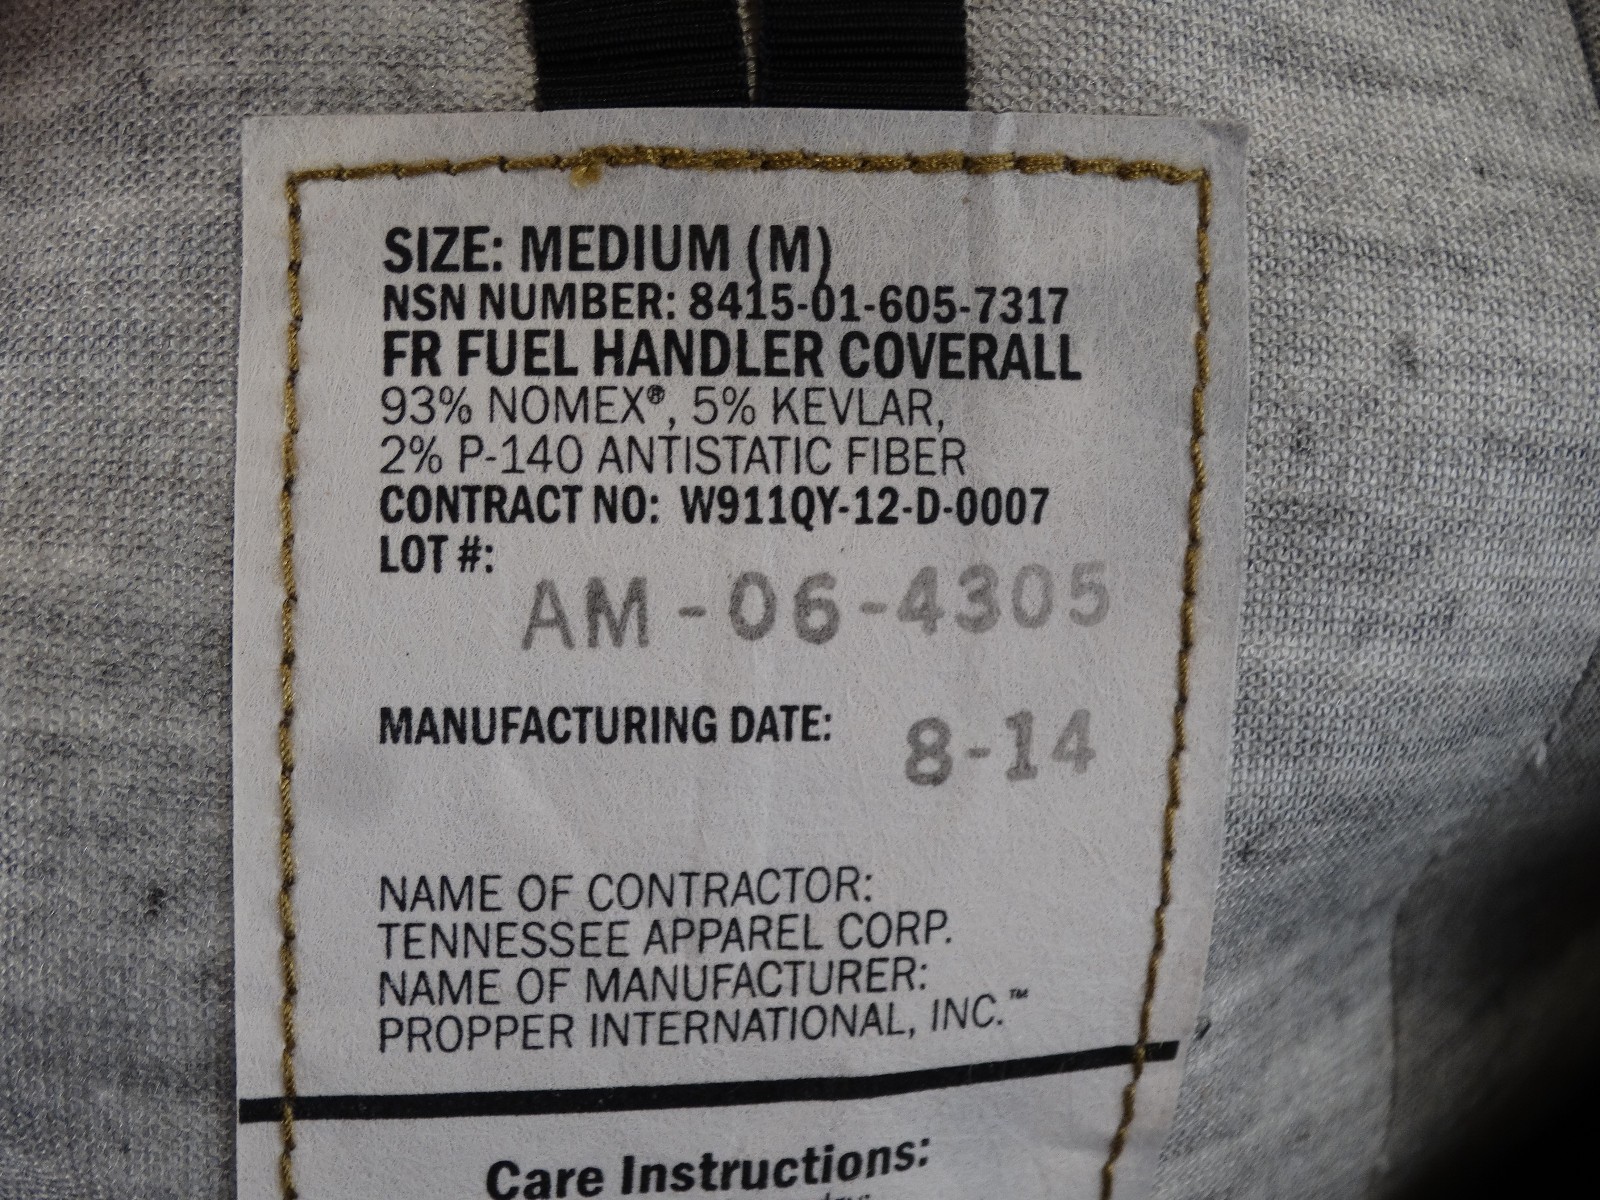 SIZE: MEDIUM (M)
NSN NUMBER: 8415-01-605-7317
FR FUEL HANDLER COVERALL
93% NOMEX®, 5% KEVLAR,
2% P-140 ANTISTATIC FIBER
CONTRACT NO: W911QY-12-D-0007
LOT #:
AM-06-4305
MANUFACTURING DATE: 8-14
NAME OF CONTRACTOR:
TENNESSEE APPAREL CORP.
NAME OF MANUFACTURER:
PROPPER INTERNATIONAL, INC.™
Care Instructions: